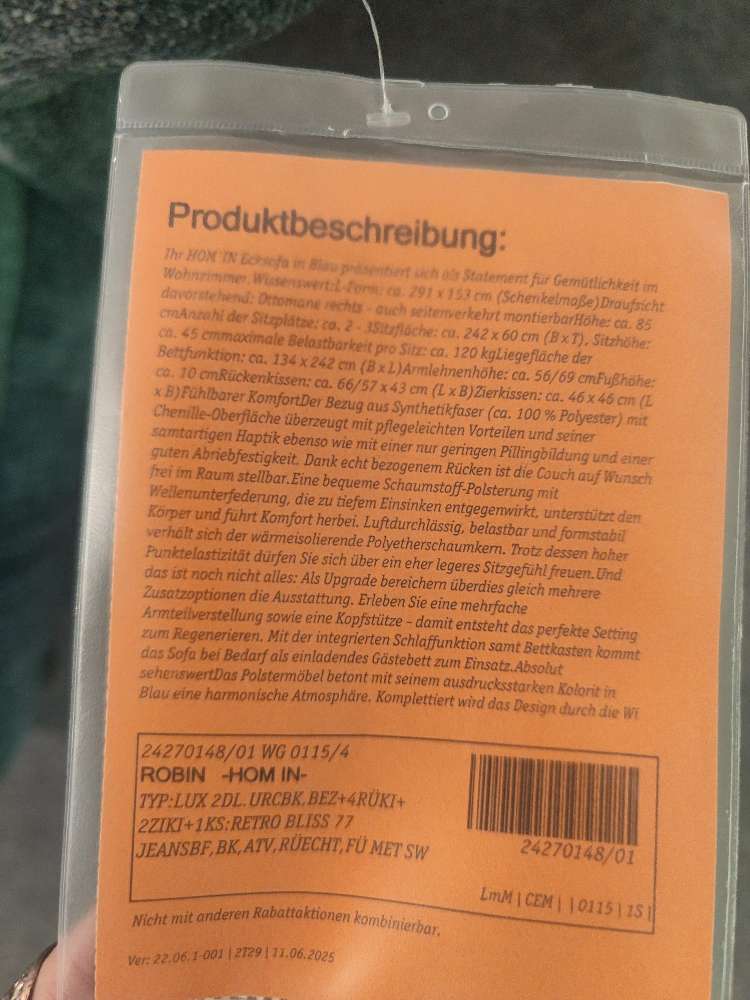 Produktbeschreibung:
Ihr HOM`IN Ecksofa in Blau präsentiert sich als Statement für Gemütlichkeit im
Wohnzimmer.Wissenswert:L-Form: ca. 291 x 153 cm (Schenkelmaße)Draufsicht
davorstehend: Ottomane rechts - auch seitenverkehrt montierbarHöhe: ca. 85
cmAnzahl der Sitzplätze: ca. 2 - 3Sitzfläche: ca. 242 x 60 cm (B x T), Sitzhöhe:
ca. 45 cmmaximale Belastbarkeit pro Sitz: ca. 120 kgLiegefläche der
Bettfunktion: ca. 134 x 242 cm (B x L)Armlehnenhöhe: ca. 56/69 cmFußhöhe:
ca. 10 cmRückenkissen: ca. 66/57 x 43 cm (L x B)Zierkissen: ca. 46 x 46 cm (L
x B)Fühlbarer KomfortDer Bezug aus Synthetikfaser (ca. 100 % Polyester) mit
Chenille-Oberfläche überzeugt mit pflegeleichten Vorteilen und seiner
samtartigen Haptik ebenso wie mit einer nur geringen Pillingbildung und einer
guten Abriebfestigkeit. Dank echt bezogenem Rücken ist die Couch auf Wunsch
frei im Raum stellbar.Eine bequeme Schaumstoff-Polsterung mit
Wellenunterfederung, die zu tiefem Einsinken entgegenwirkt, unterstützt den
Körper und führt Komfort herbei. Luftdurchlässig, belastbar und formstabil
verhält sich der wärmeisolierende Polyetherschaumkern. Trotz dessen hoher
Punktelastizität dürfen Sie sich über ein eher legeres Sitzgefühl freuen.Und
das ist noch nicht alles: Als Upgrade bereichern überdies gleich mehrere
Zusatzoptionen die Ausstattung. Erleben Sie eine mehrfache
Armteilverstellung sowie eine Kopfstütze – damit entsteht das perfekte Setting
zum Regenerieren. Mit der integrierten Schlaffunktion samt Bettkasten kommt
das Sofa bei Bedarf als einladendes Gästebett zum Einsatz.Absolut
sehenswertDas Polstermöbel betont mit seinem ausdrucksstarken Kolorit in
Blau eine harmonische Atmosphäre. Komplettiert wird das Design durch die Wi
24270148/01 WG 0115/4
ROBIN -HOM IN-
TYP:LUX 2DL.URCBK.BEZ+4RÜKI+
2ZIKI+1KS:RETRO BLISS 77
JEANSBF,BK,ATV,RÜECHT,FÜ MET SW
24270148/01
LmM | CEM | | 0115 | 1S |
Nicht mit anderen Rabattaktionen kombinierbar.
Ver: 22.06.1-001 | 2T29 | 11.06.2025